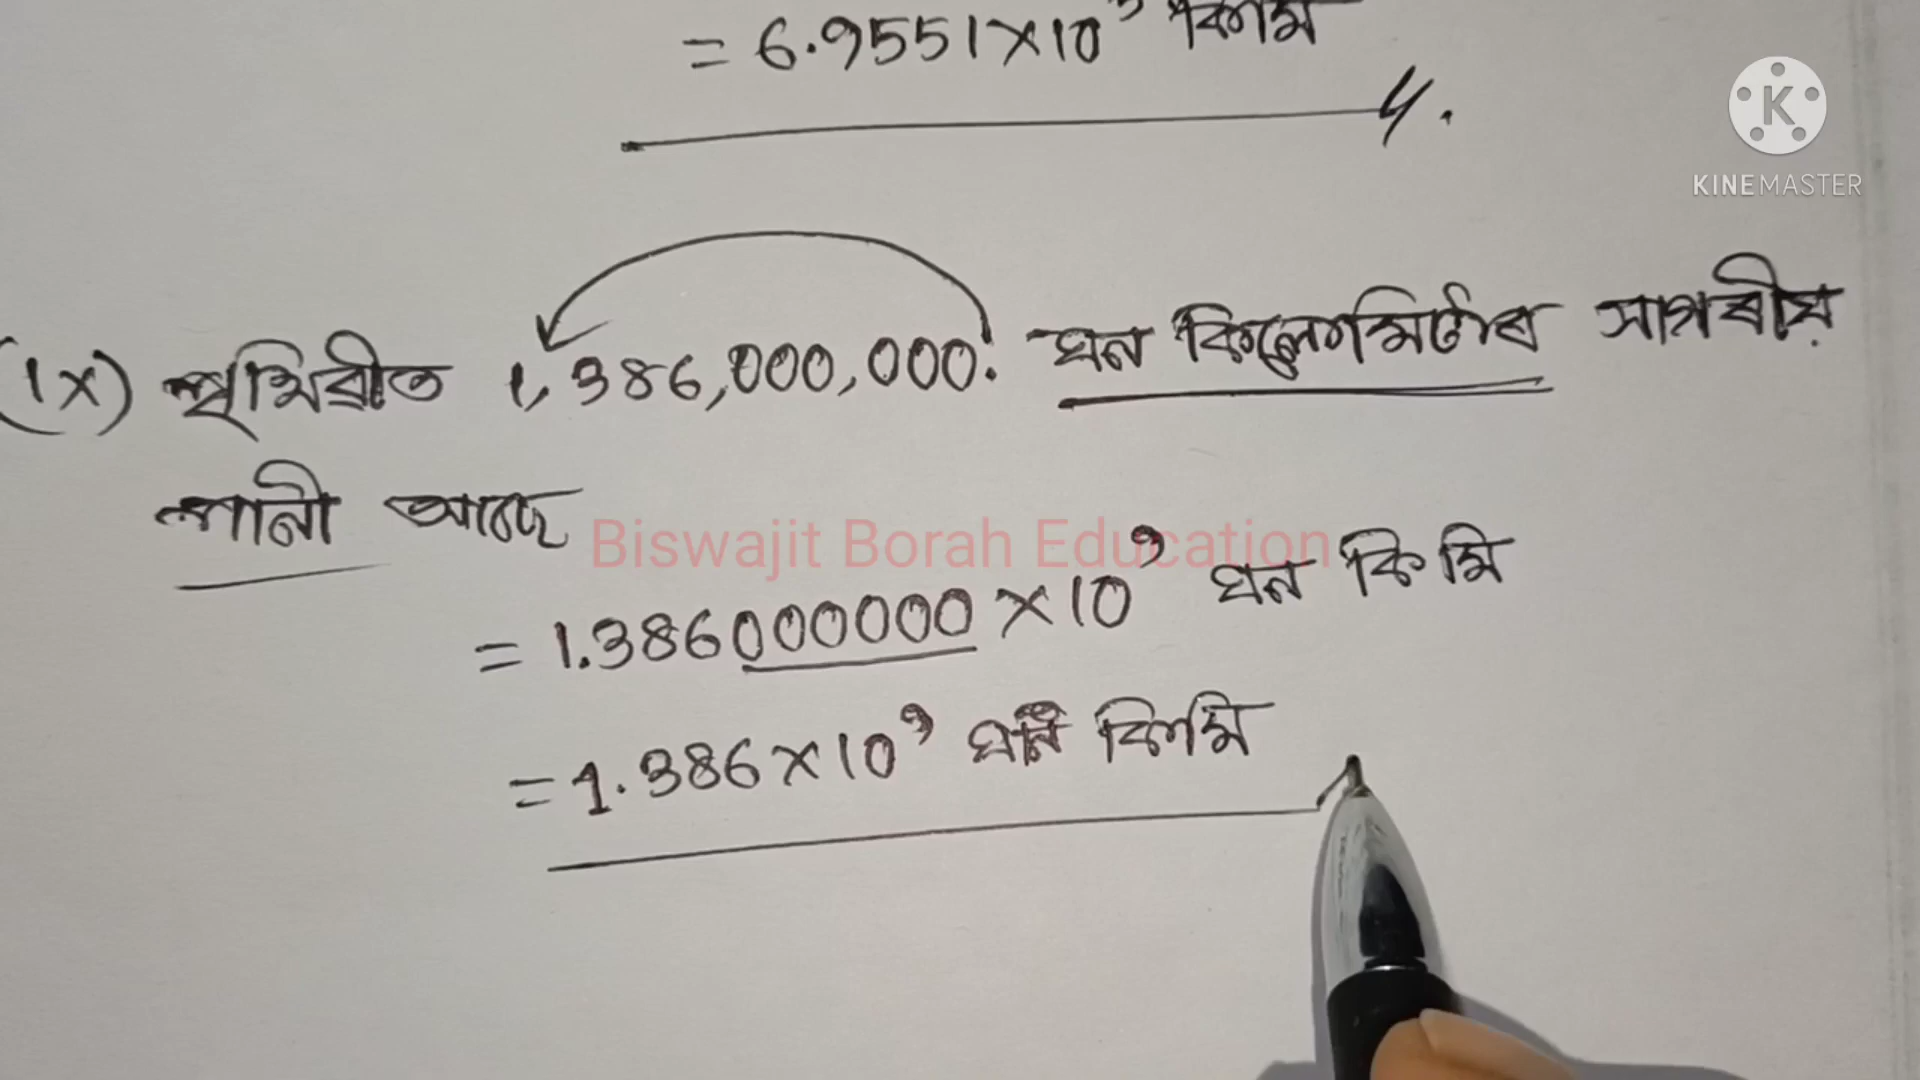 = 6.9551×10⁵ কিমি
KINEMASTER
(ix) পৃথিৱীত 1,386,000,000. ঘন কিলোমিটাৰ সাগৰীয়
পানী আছে
Biswajit Borah Education
= 1.386000000 × 10⁹ ঘন কি মি
= 1.386 × 10⁹ ঘন কিমি